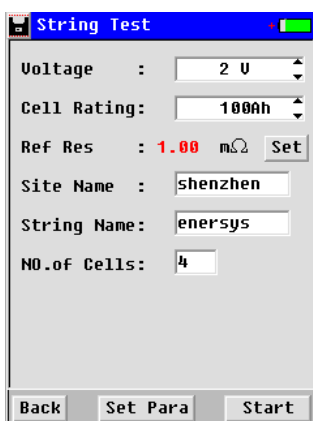 String Test
Voltage : 2 V
Cell Rating: 100Ah
Ref Res : 1.00 mΩ Set
Site Name : shenzhen
String Name: enersys
NO.of Cells: 4
Back Set Para Start